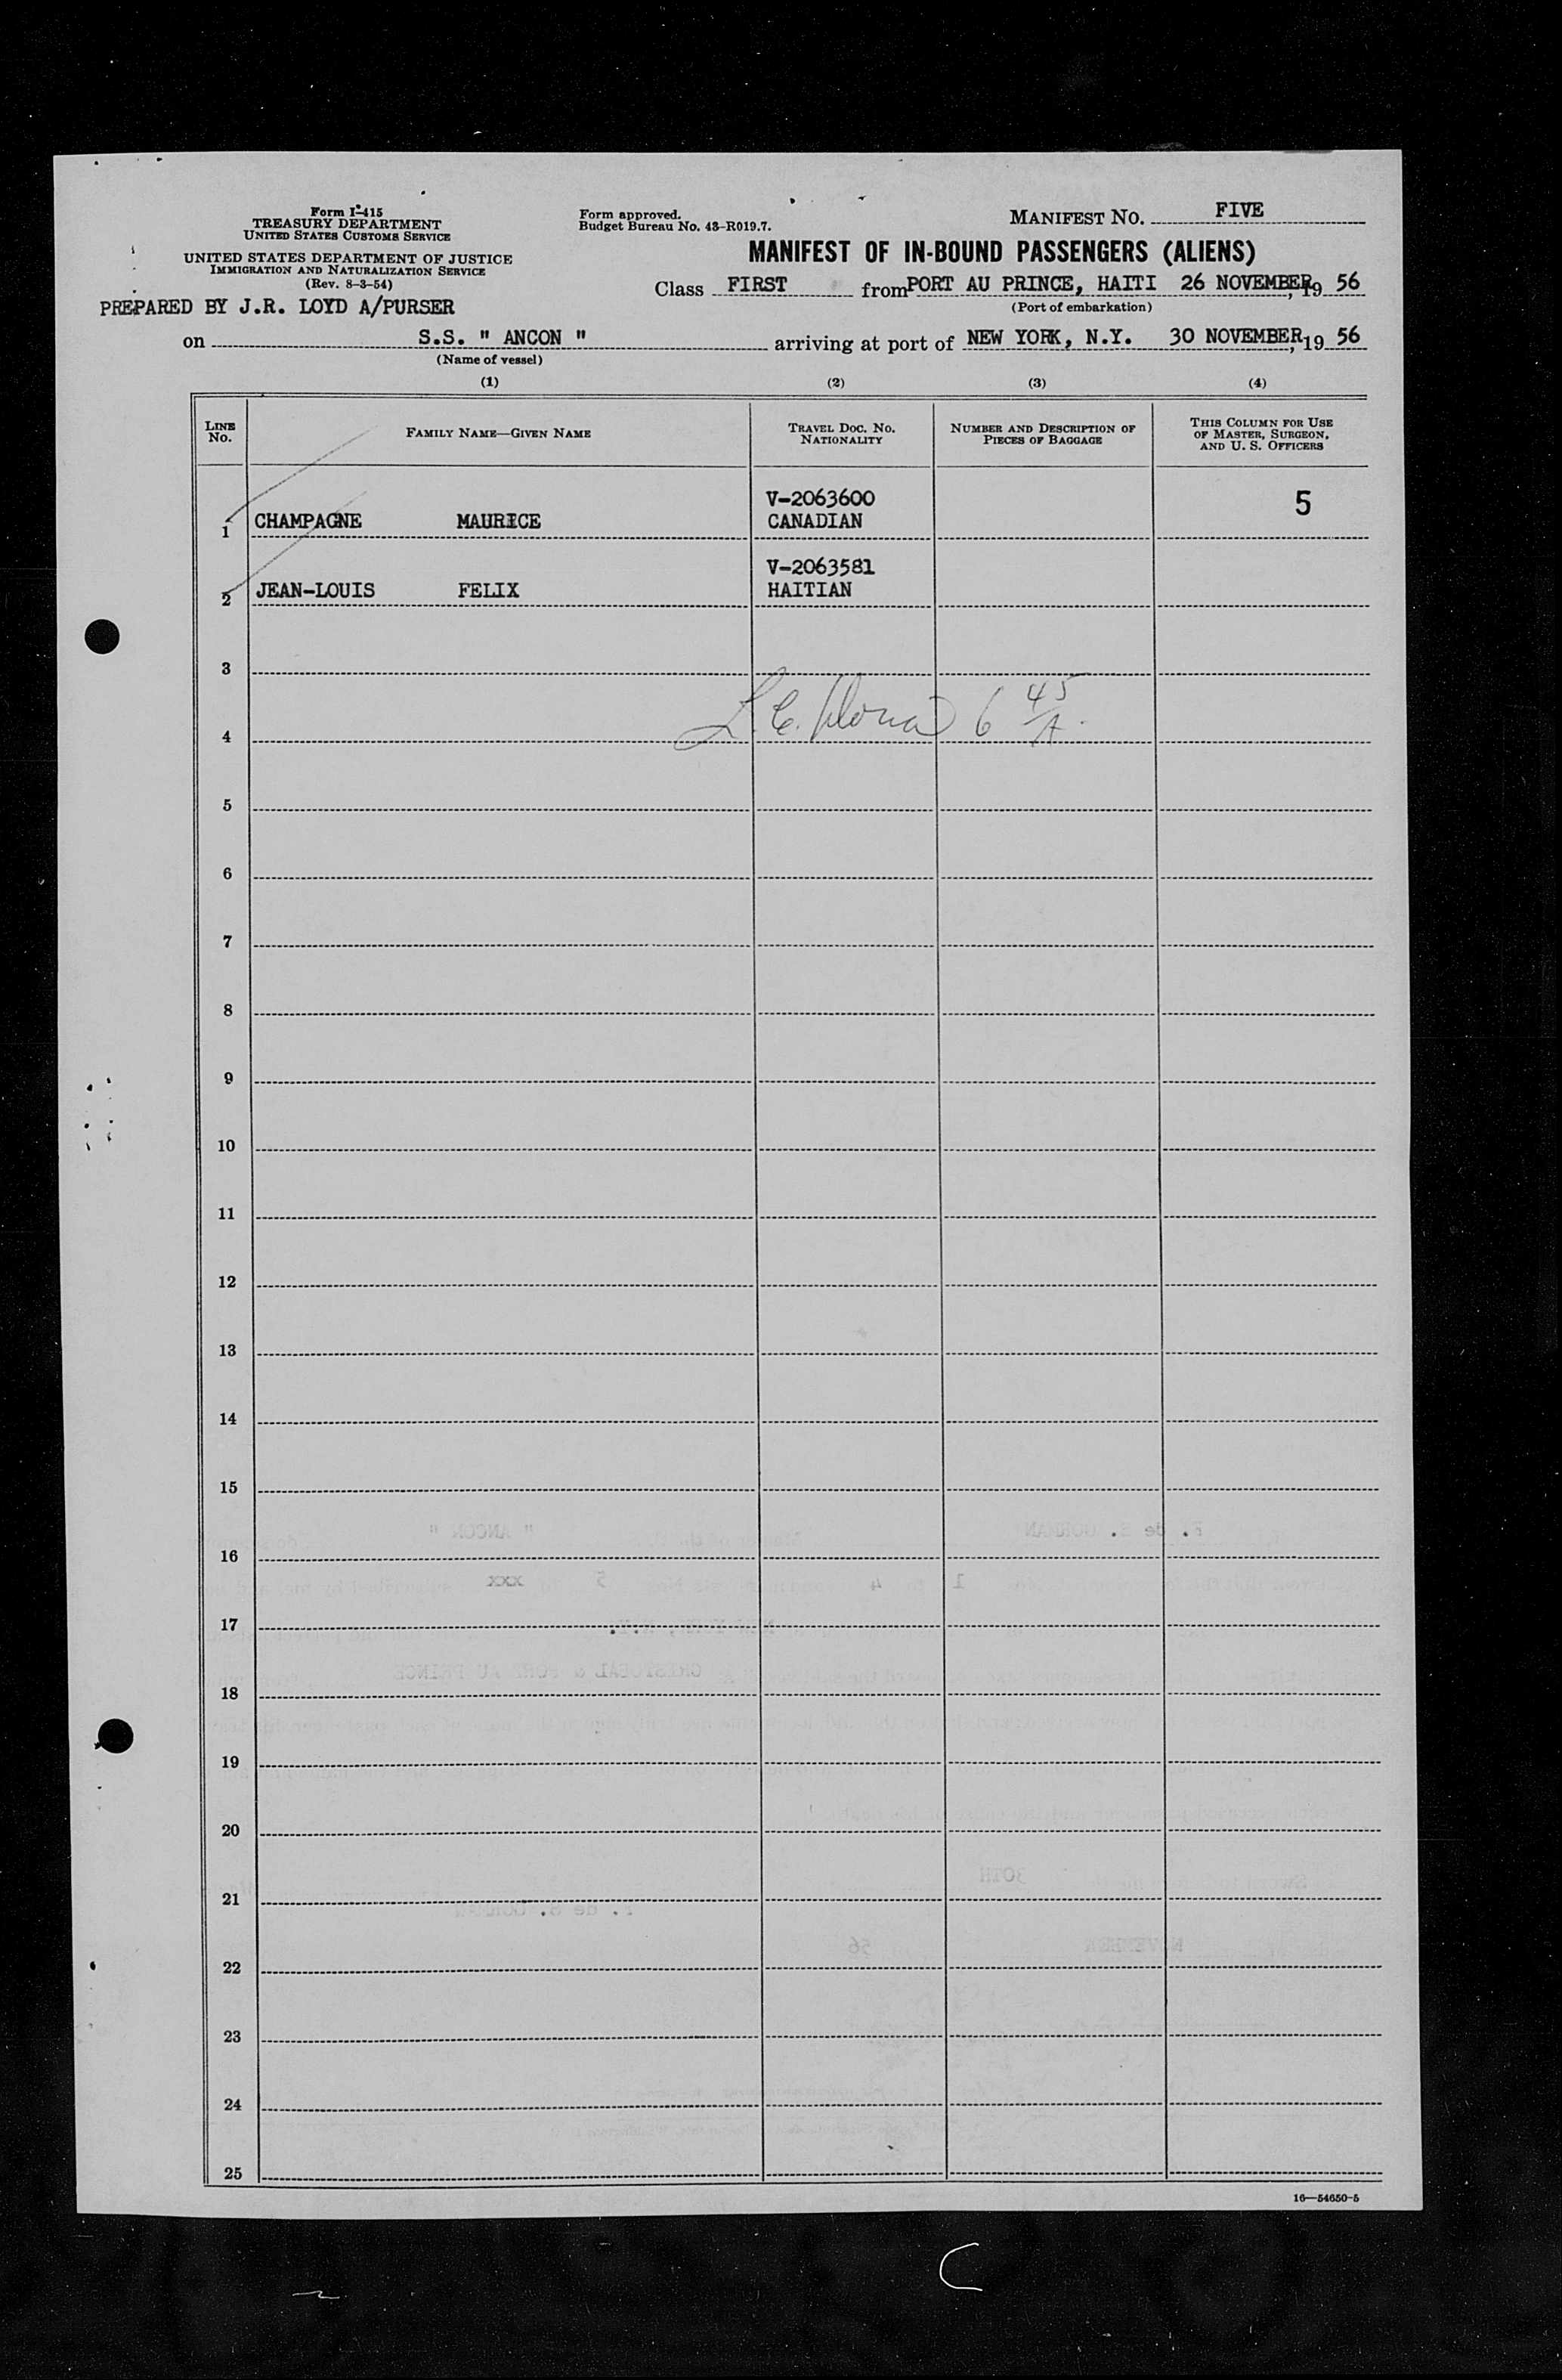 Form I-415
TREASURY DEPARTMENT
UNITED STATES CUSTOMS SERVICE
UNITED STATES DEPARTMENT OF JUSTICE
IMMIGRATION AND NATURALIZATION SERVICE
(Rev. 8-3-54)
PREPARED BY J.R. LOYD A/PURSER
Form approved.
Budget Bureau No. 43-R019.7.
MANIFEST NO. FIVE
MANIFEST OF IN-BOUND PASSENGERS (ALIENS)
Class FIRST from PORT AU PRINCE, HAITI 26 NOVEMBER, 19 56
(Port of embarkation)
on S.S. " ANCON " arriving at port of NEW YORK, N.Y. 30 NOVEMBER, 19 56
(Name of vessel)
(1) (2) (3) (4)
LINE No. FAMILY NAME—GIVEN NAME TRAVEL DOC. NO. NATIONALITY NUMBER AND DESCRIPTION OF PIECES OF BAGGAGE THIS COLUMN FOR USE OF MASTER, SURGEON, AND U. S. OFFICERS
V-2063600 5
1 CHAMPAGNE MAURICE CANADIAN
V-2063581
2 JEAN-LOUIS FELIX HAITIAN
3
L.C. 6 45/A.
4
5
6
7
8
9
10
11
12
13
14
15
16
17
18
19
20
21
22
23
24
25
16—54650-5